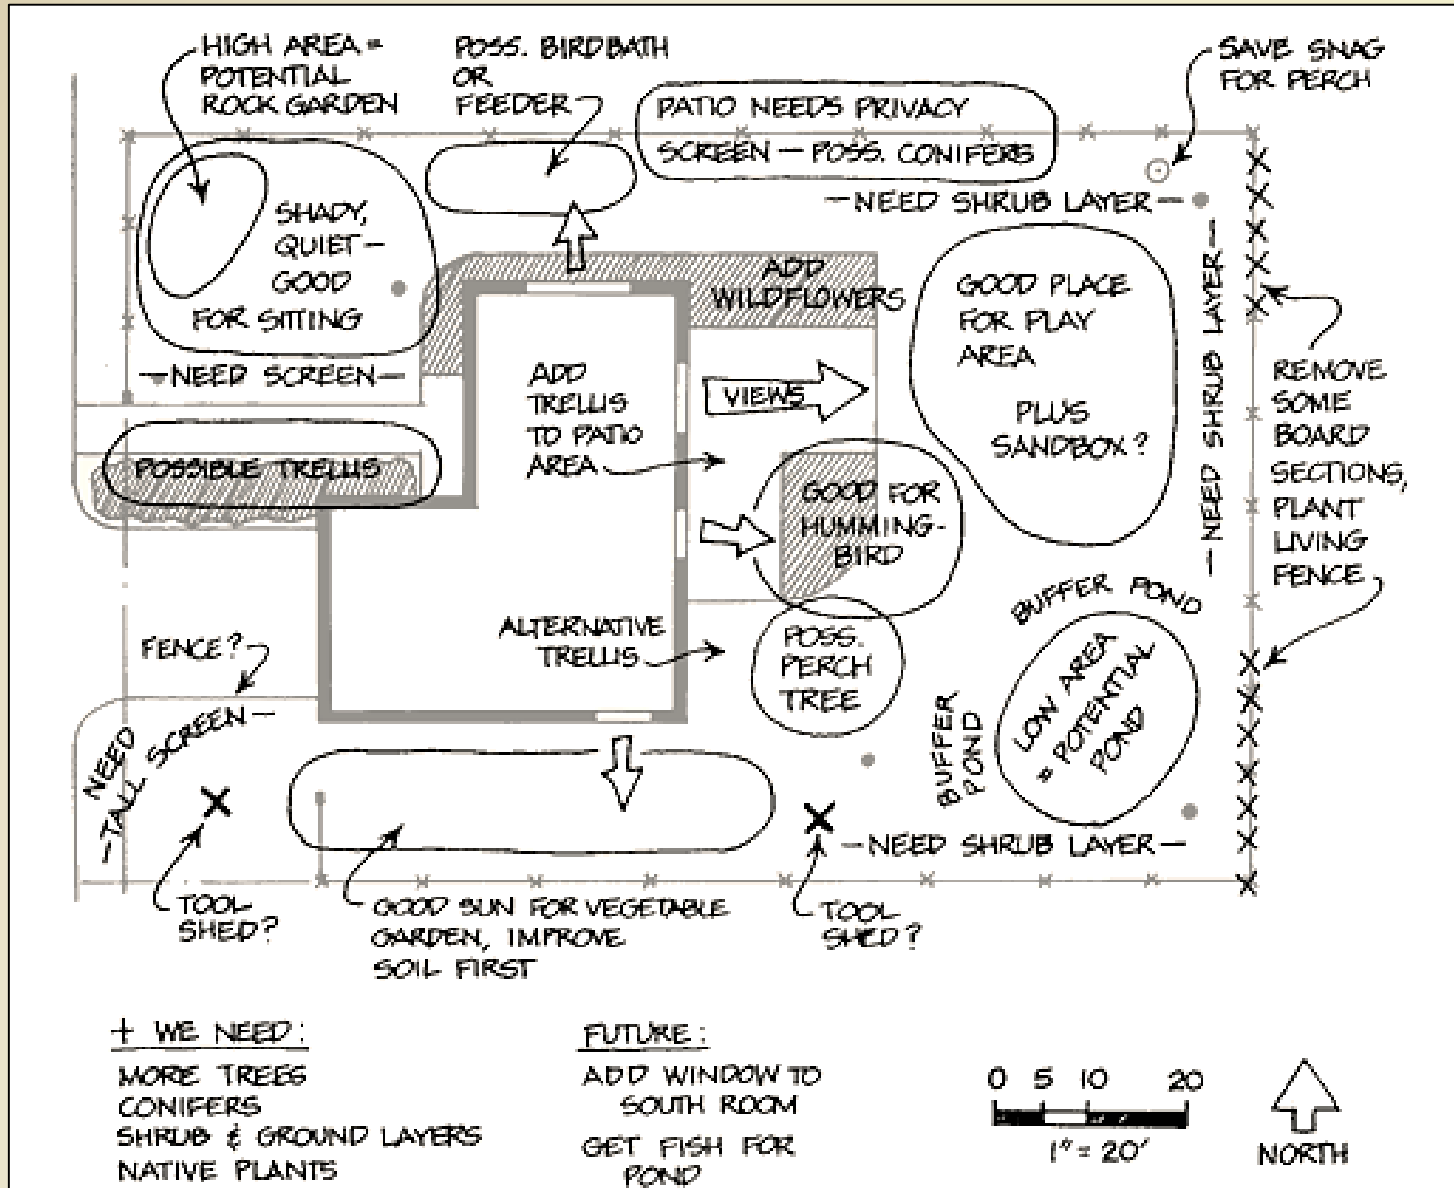 HIGH AREA =
POTENTIAL
ROCK GARDEN
POSS. BIRDBATH
OR
FEEDER
PATIO NEEDS PRIVACY
SCREEN — POSS. CONIFERS
SAVE SNAG
FOR PERCH
— NEED SHRUB LAYER —
SHADY,
QUIET —
GOOD
FOR SITTING
— NEED SCREEN —
ADD
WILDFLOWERS
GOOD PLACE
FOR PLAY
AREA
PLUS
SANDBOX?
— NEED SHRUB LAYER —
REMOVE
SOME
BOARD
SECTIONS,
PLANT
LIVING
FENCE
ADD
TRELLIS
TO PATIO
AREA
VIEWS
POSSIBLE TRELLIS
GOOD FOR
HUMMING-
BIRD
BUFFER POND
ALTERNATIVE
TRELLIS
POSS.
PERCH
TREE
LOW AREA
= POTENTIAL
POND
BUFFER
POND
FENCE?
NEED
— TALL SCREEN —
— NEED SHRUB LAYER —
TOOL
SHED?
GOOD SUN FOR VEGETABLE
GARDEN, IMPROVE
SOIL FIRST
TOOL
SHED?
+ WE NEED:
MORE TREES
CONIFERS
SHRUB & GROUND LAYERS
NATIVE PLANTS
FUTURE:
ADD WINDOW TO
SOUTH ROOM
GET FISH FOR
POND
0 5 10 20
1" = 20'
NORTH